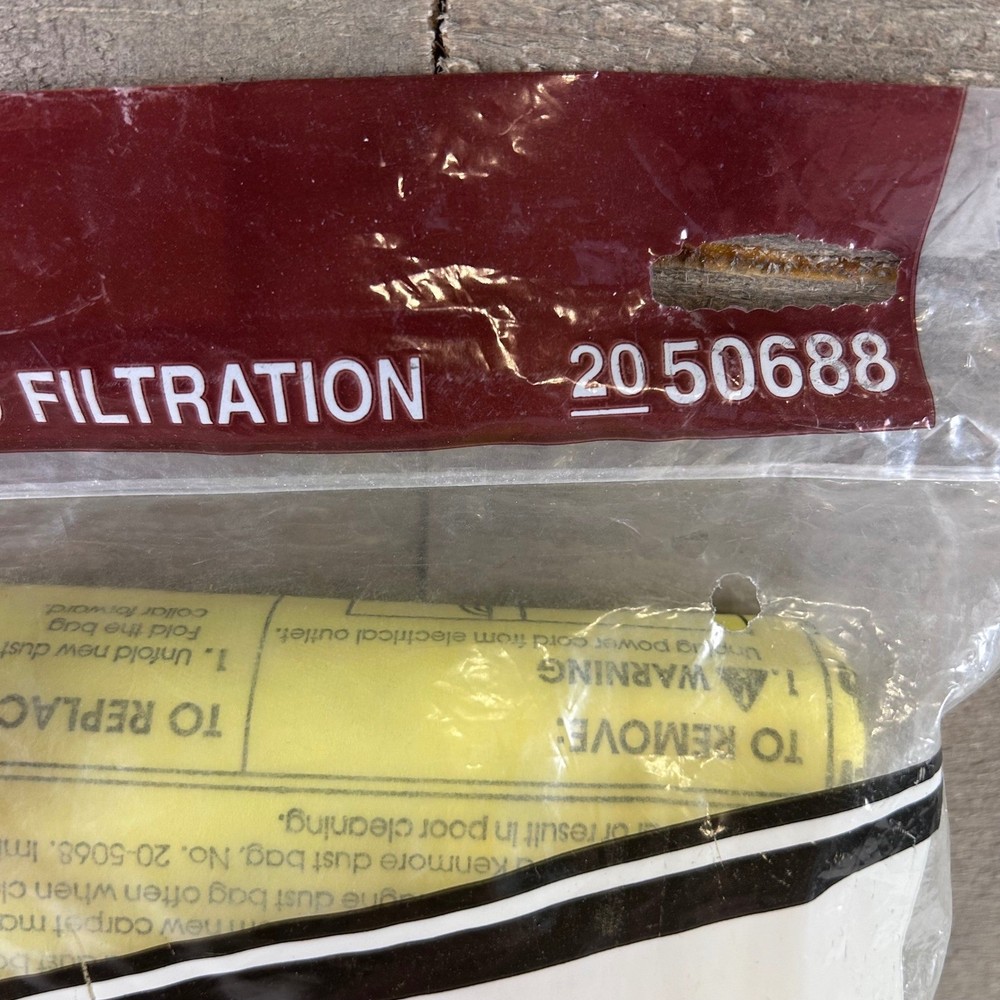 FILTRATION 20 50688
collar forward.
Fold the bag
1. Unfold new dust
TO REPLAC
Unplug power cord from electrical outlet.
1. WARNING
TO REMOVE:
or result in poor cleaning.
Kenmore dust bag, No. 20-5068.
dust bag often when
new carpet